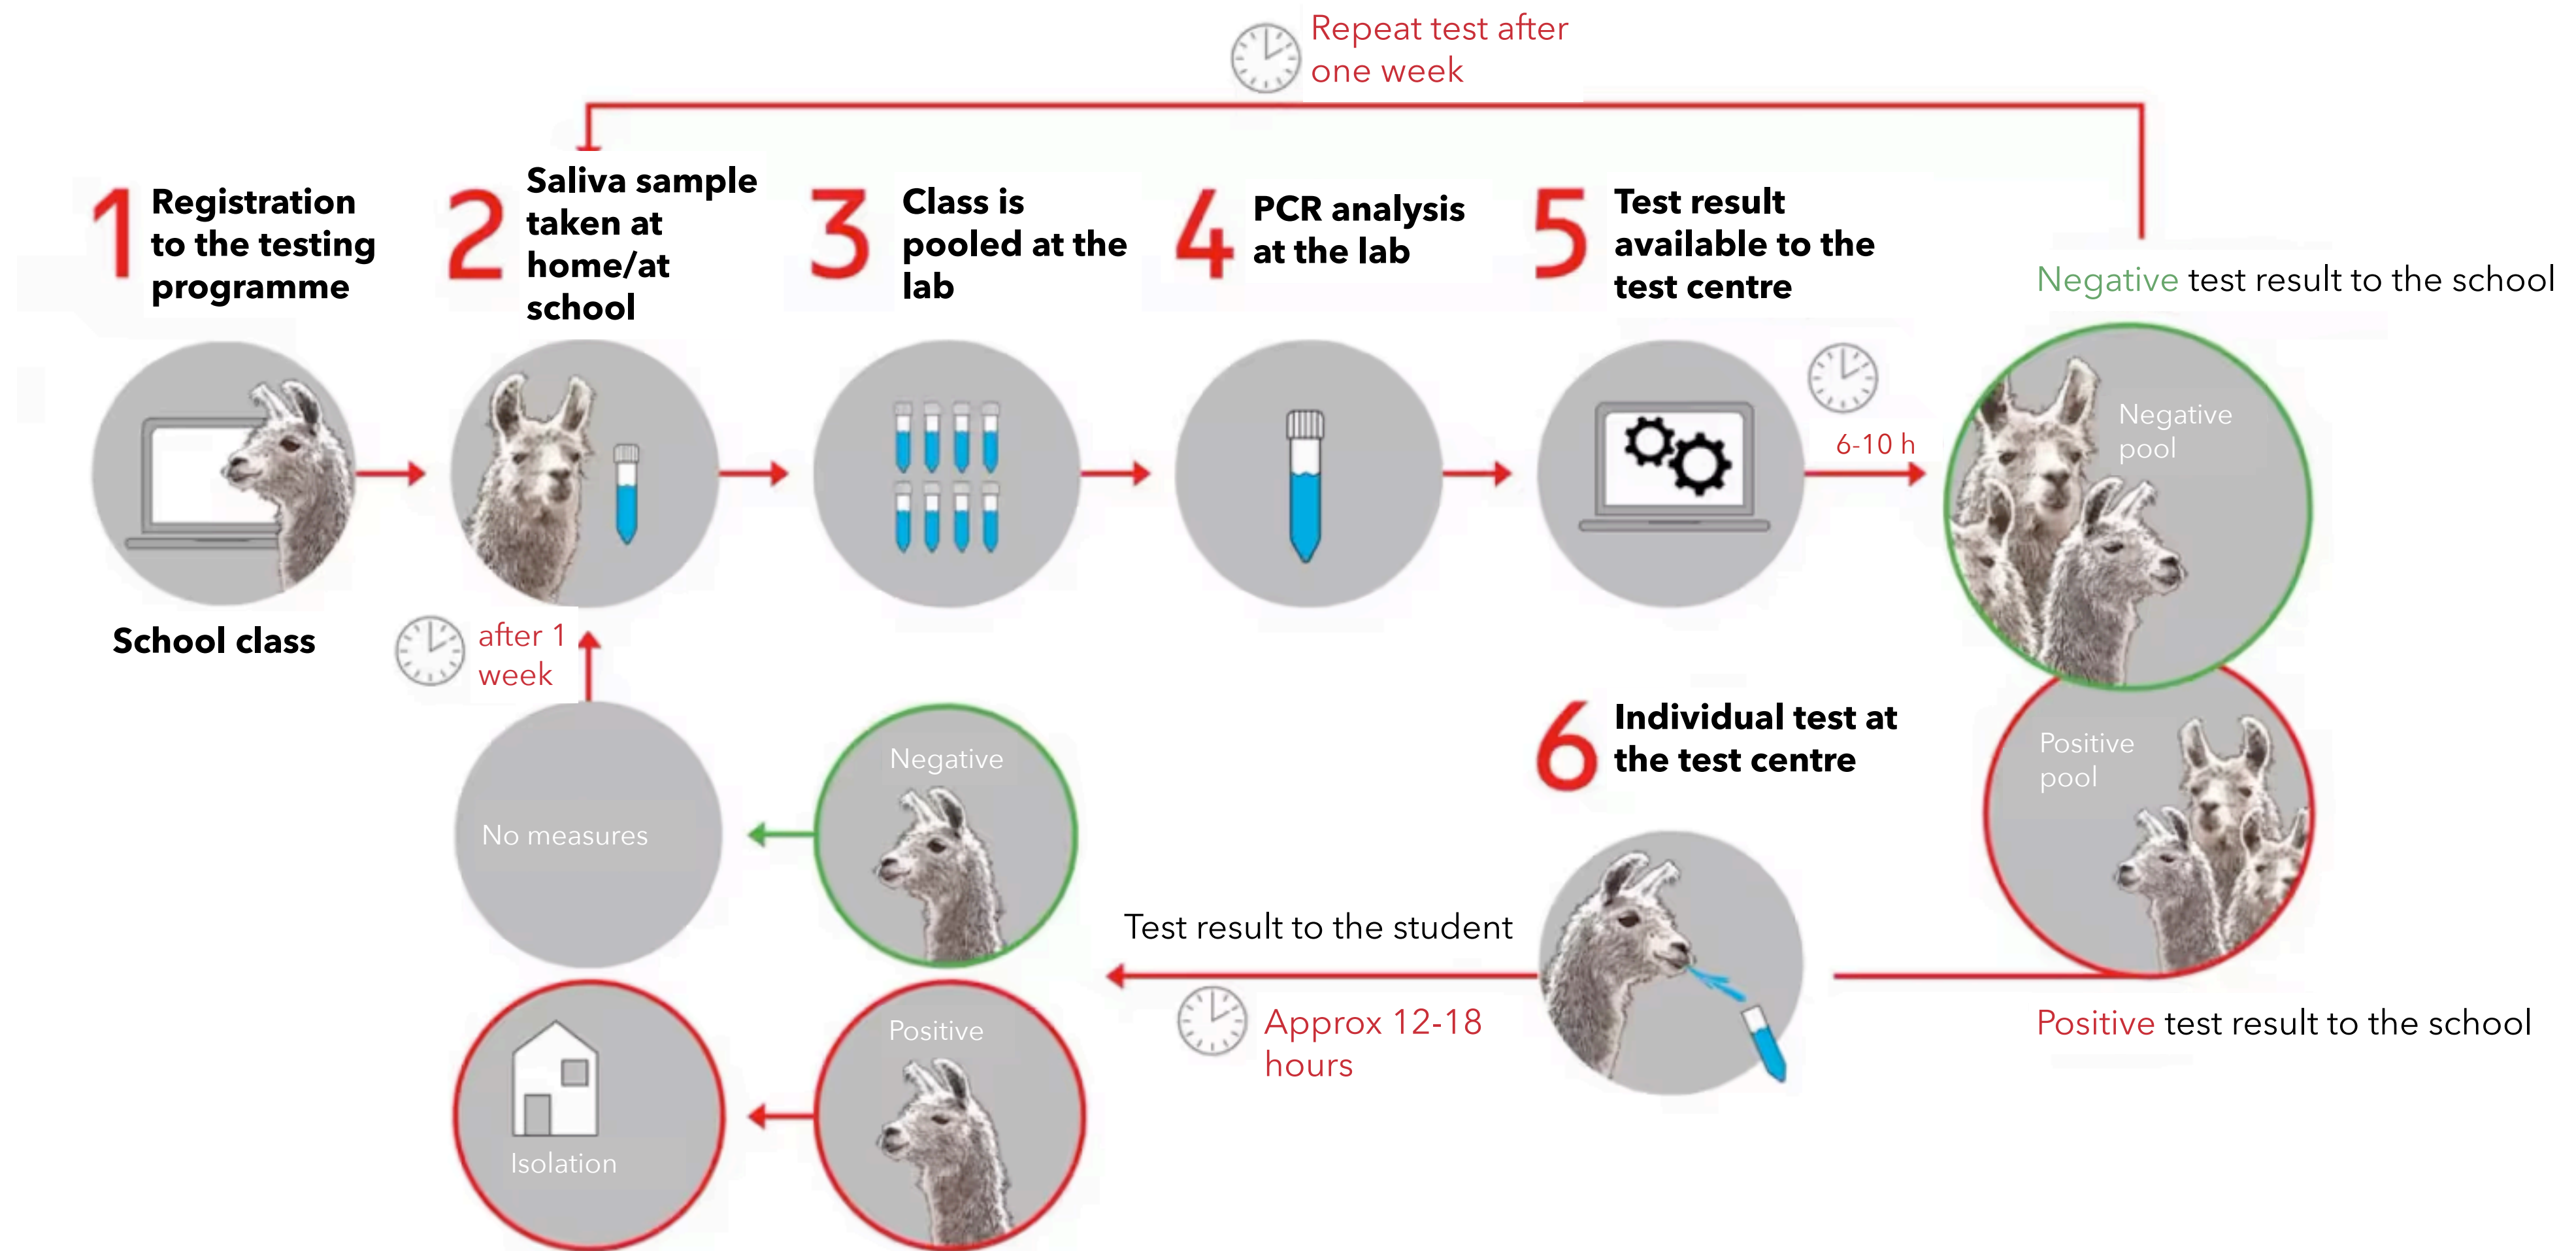 Repeat test after
one week
1
Registration
to the testing
programme
2
Saliva sample
taken at
home/at
school
3
Class is
pooled at the
lab
4
PCR analysis
at the lab
5
Test result
available to the
test centre
Negative test result to the school
6-10 h
Negative
pool
School class
after 1
week
6
Individual test at
the test centre
Positive
pool
Negative
No measures
Test result to the student
Approx 12-18
hours
Positive test result to the school
Positive
Isolation